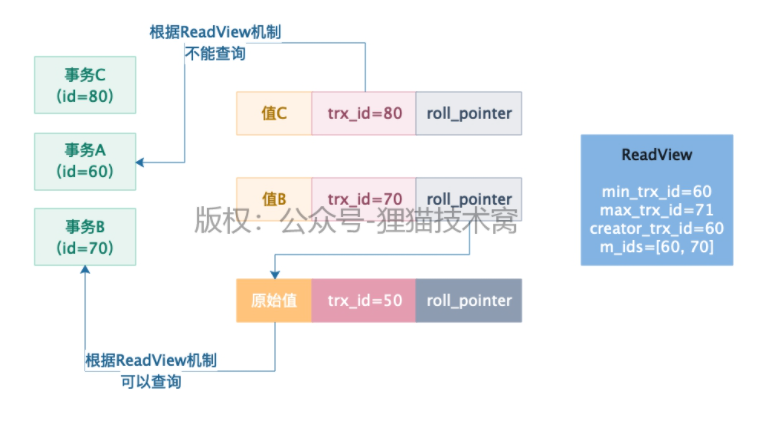 根据ReadView机制
不能查询
事务C
（id=80）
值C trx_id=80 roll_pointer
事务A
（id=60）
ReadView
min_trx_id=60
max_trx_id=71
creator_trx_id=60
m_ids=[60, 70]
值B trx_id=70 roll_pointer
版权：公众号-狸猫技术窝
事务B
（id=70）
原始值 trx_id=50 roll_pointer
根据ReadView机制
可以查询